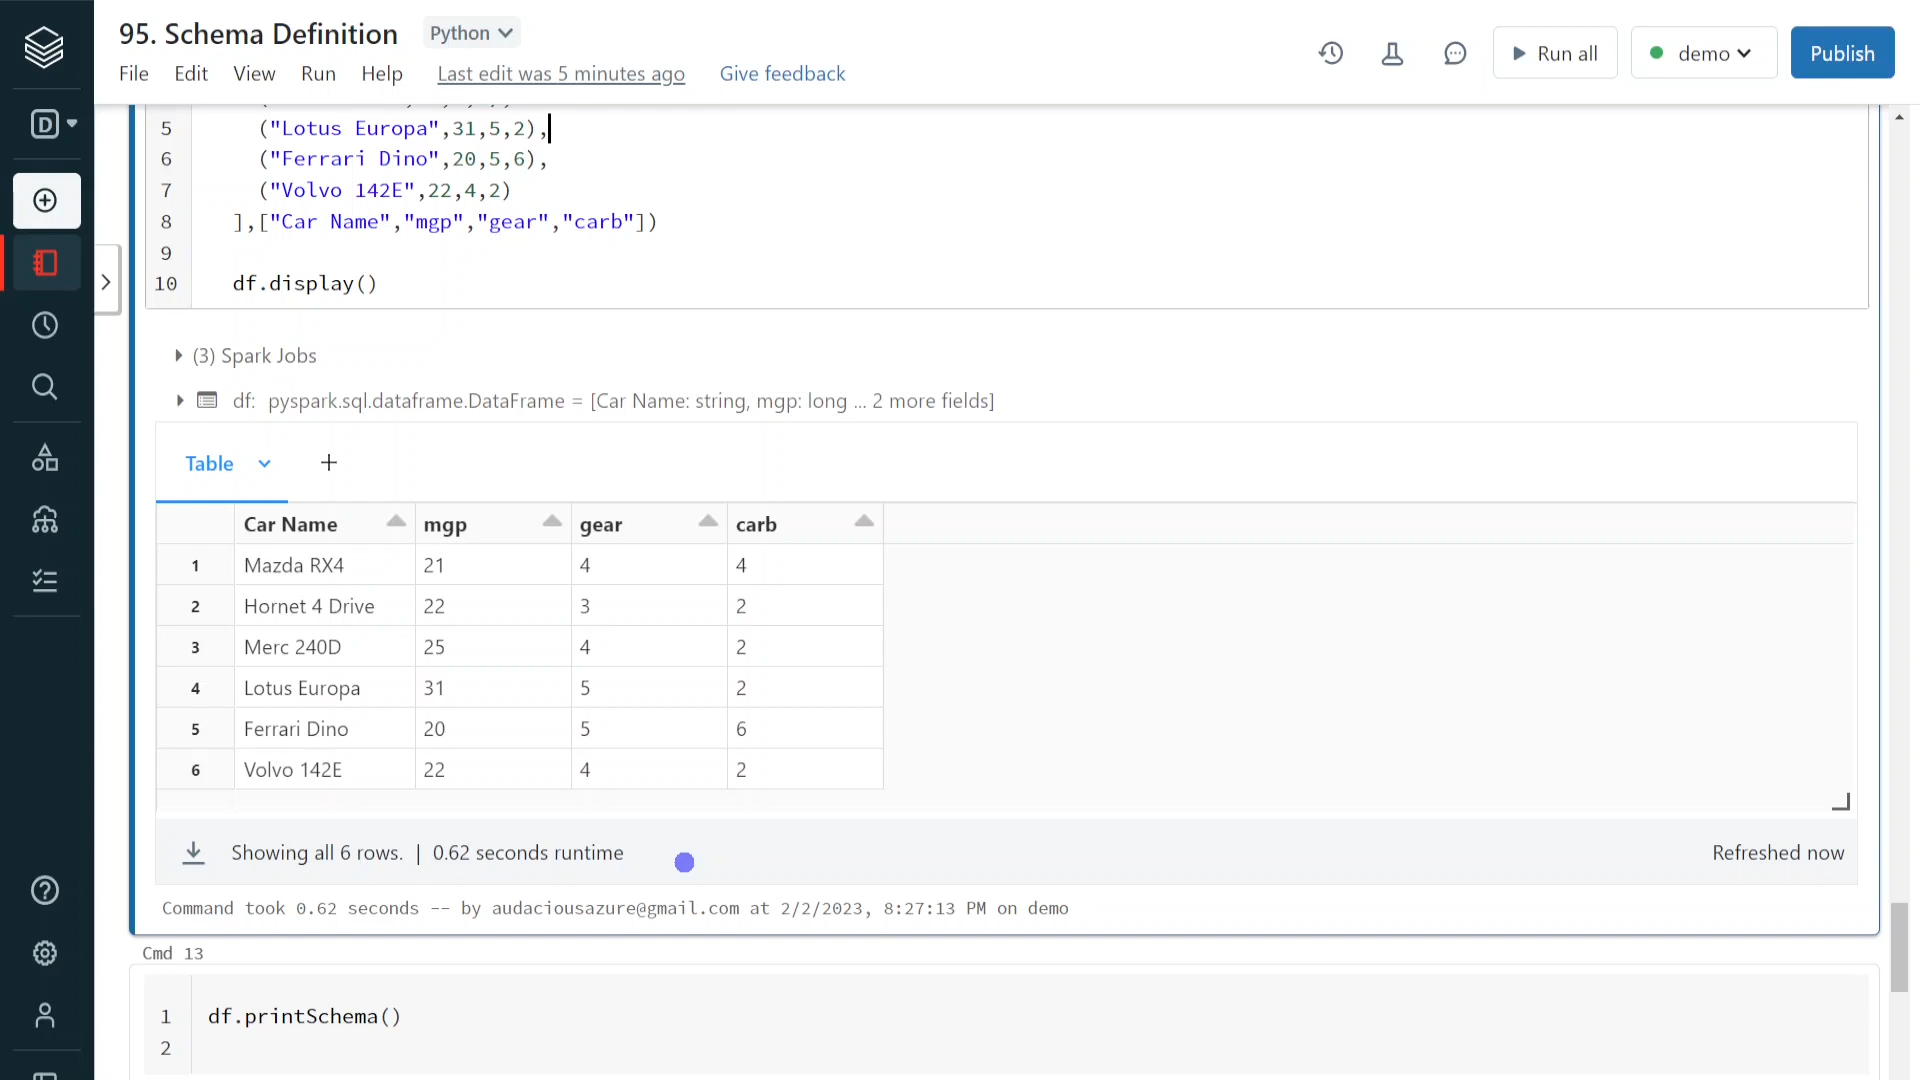 95. Schema Definition Python
File Edit View Run Help Last edit was 5 minutes ago Give feedback
Run all demo Publish
D
5 ("Lotus Europa",31,5,2),
6 ("Ferrari Dino",20,5,6),
7 ("Volvo 142E",22,4,2)
8 ],["Car Name","mgp","gear","carb"])
9
10 df.display()
(3) Spark Jobs
df: pyspark.sql.dataframe.DataFrame = [Car Name: string, mgp: long ... 2 more fields]
Table +
Car Name mgp gear carb
1 Mazda RX4 21 4 4
2 Hornet 4 Drive 22 3 2
3 Merc 240D 25 4 2
4 Lotus Europa 31 5 2
5 Ferrari Dino 20 5 6
6 Volvo 142E 22 4 2
Showing all 6 rows. | 0.62 seconds runtime Refreshed now
Command took 0.62 seconds -- by audaciousazure@gmail.com at 2/2/2023, 8:27:13 PM on demo
Cmd 13
1 df.printSchema()
2